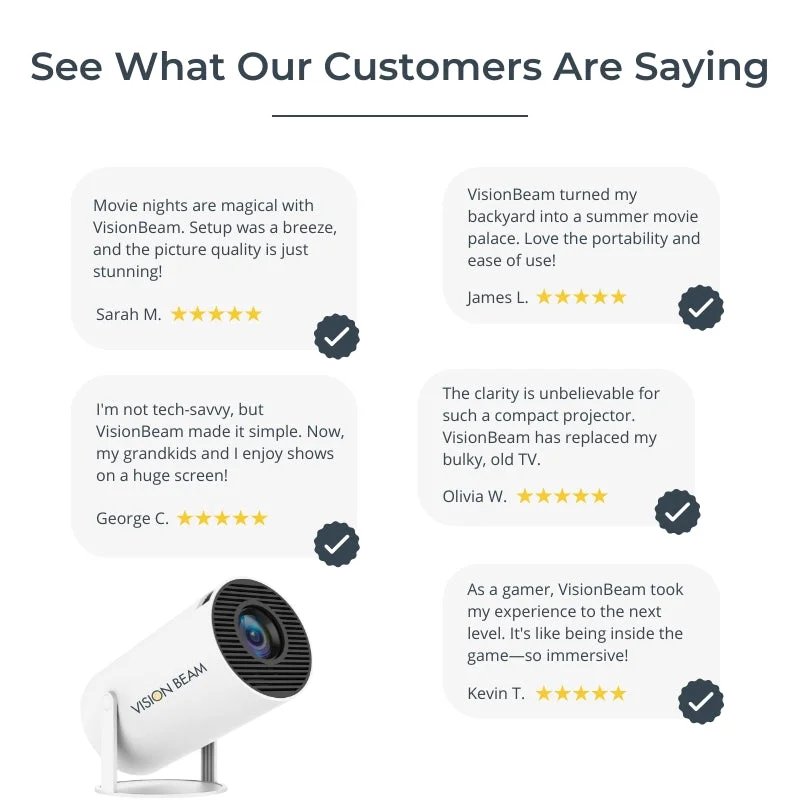 See What Our Customers Are Saying
Movie nights are magical with
VisionBeam. Setup was a breeze,
and the picture quality is just
stunning!
Sarah M. ★★★★★
VisionBeam turned my
backyard into a summer movie
palace. Love the portability and
ease of use!
James L. ★★★★★
I'm not tech-savvy, but
VisionBeam made it simple. Now,
my grandkids and I enjoy shows
on a huge screen!
George C. ★★★★★
The clarity is unbelievable for
such a compact projector.
VisionBeam has replaced my
bulky, old TV.
Olivia W. ★★★★★
As a gamer, VisionBeam took
my experience to the next
level. It's like being inside the
game—so immersive!
Kevin T. ★★★★★
VISION BEAM